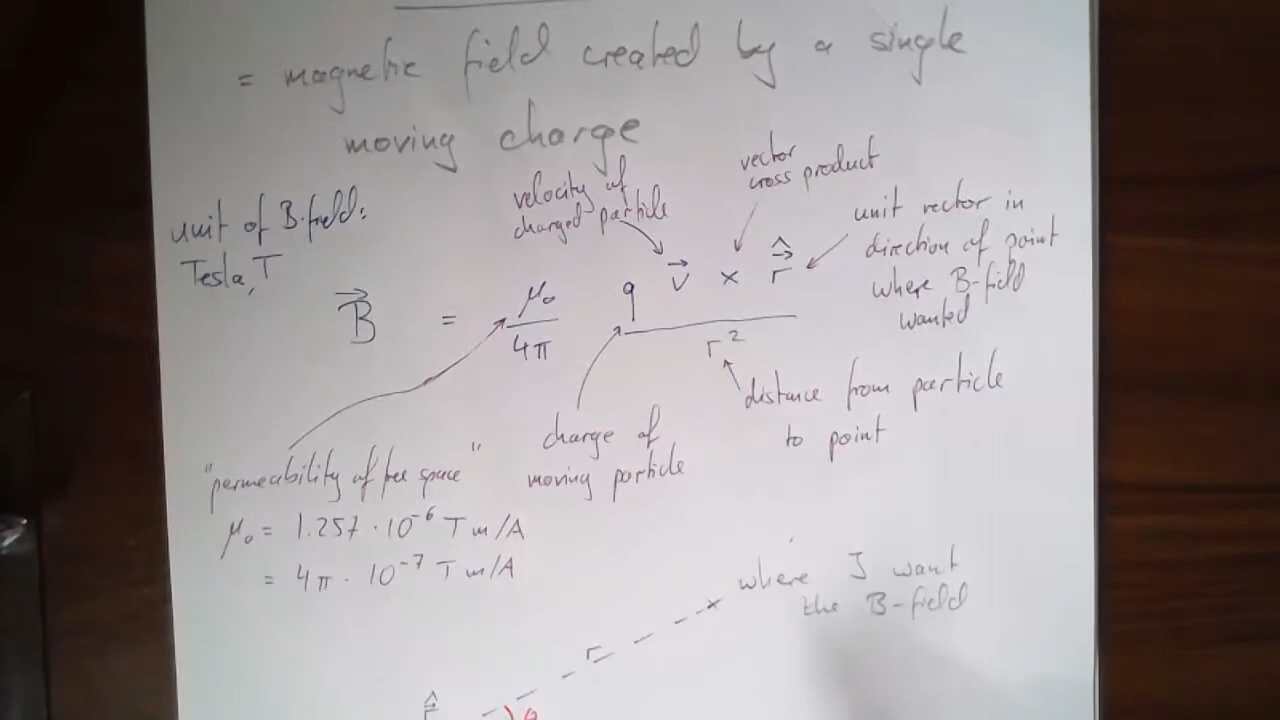 = magnetic field created by a single
moving charge
unit of B-field:
Tesla, T
velocity of
charged particle
vector
cross product
unit vector in
direction of point
where B-field
wanted
B⃗ = μ₀/4π q v⃗ × r̂⃗ / r²
distance from particle
to point
charge of
moving particle
"permeability of free space"
μ₀ = 1.257 · 10⁻⁶ T m/A
= 4π · 10⁻⁷ T m/A
where I want
the B-field
r
r̂
θ